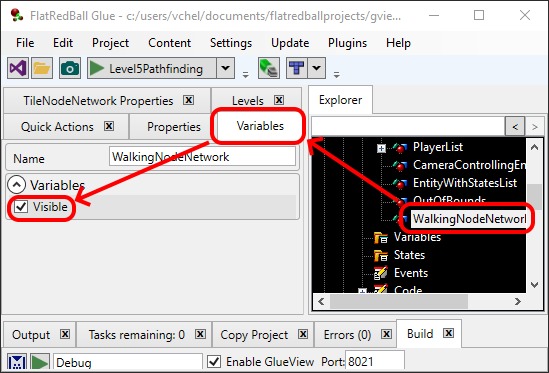 FlatRedBall Glue - c:/users/vchel/documents/flatredballprojects/gvie...
File Edit Project Content Settings Update Plugins Help
Level5Pathfinding
TileNodeNetwork Properties Levels
Quick Actions Properties Variables
Name WalkingNodeNetwork
Variables
Visible
Explorer
< >
PlayerList
CameraControllingEn
EntityWithStatesList
OutOfBounds
WalkingNodeNetwork
Variables
States
Events
Code
Output Tasks remaining: 0 Copy Project Errors (0) Build
Debug Enable GlueView Port: 8021